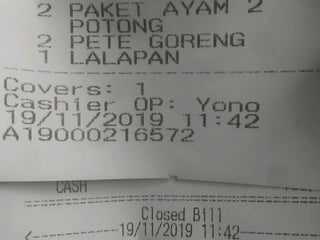 2 PAKET AYAM 2
POTONG
2 PETE GORENG
1 LALAPAN
Covers: 1
Cashier OP: Yono
19/11/2019 11:42
A19000216572
CASH
Closed Bill
19/11/2019 11:42